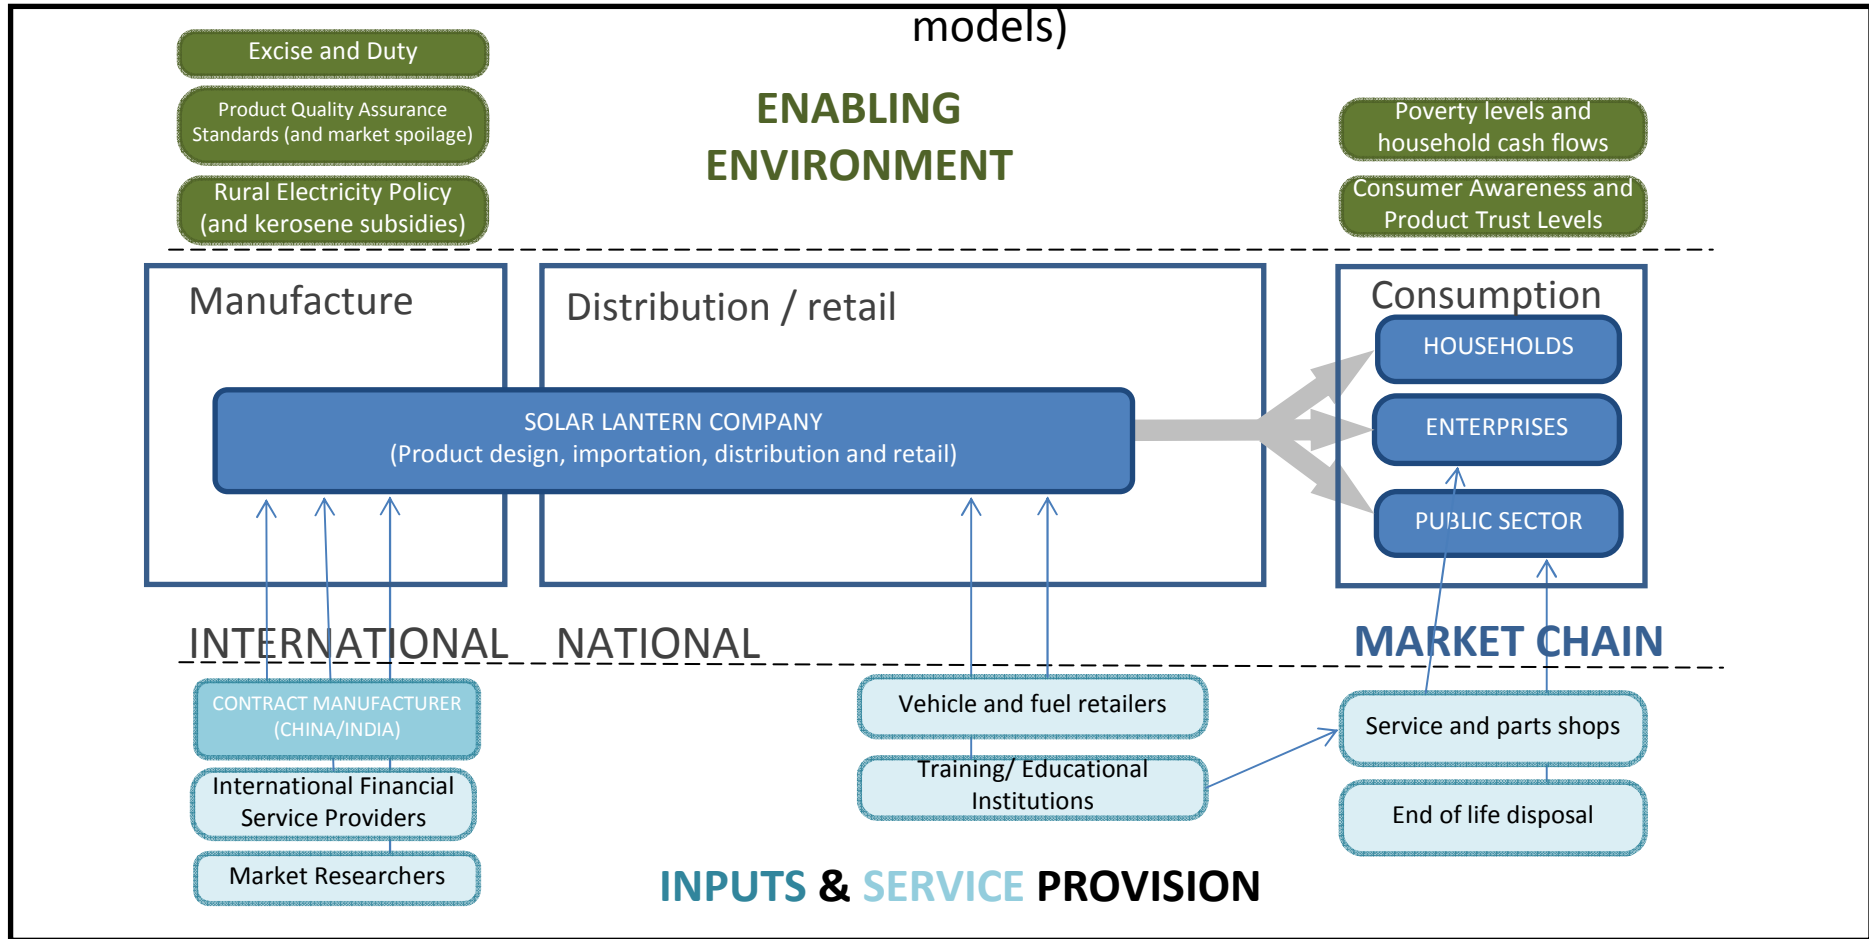 models)
Excise and Duty
Product Quality Assurance
Standards (and market spoilage)
Rural Electricity Policy
(and kerosene subsidies)
ENABLING
ENVIRONMENT
Poverty levels and
household cash flows
Consumer Awareness and
Product Trust Levels
Manufacture
Distribution / retail
Consumption
SOLAR LANTERN COMPANY
(Product design, importation, distribution and retail)
HOUSEHOLDS
ENTERPRISES
PUBLIC SECTOR
INTERNATIONAL
NATIONAL
MARKET CHAIN
CONTRACT MANUFACTURER
(CHINA/INDIA)
International Financial
Service Providers
Market Researchers
Vehicle and fuel retailers
Training/ Educational
Institutions
Service and parts shops
End of life disposal
INPUTS & SERVICE PROVISION